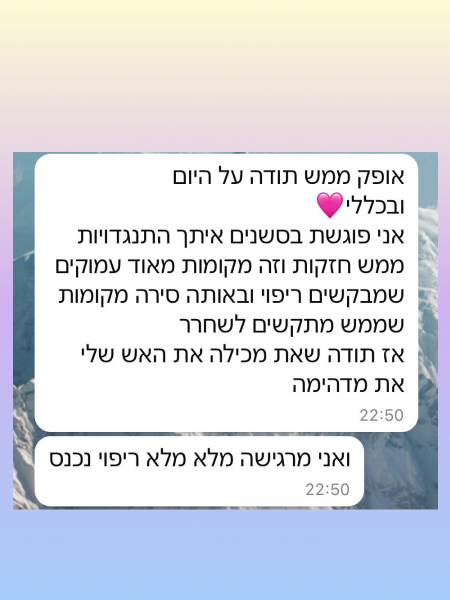 אופק ממש תודה על היום
ובכללי🩷
אני פוגשת בסשנים איתך התנגדויות
ממש חזקות וזה מקומות מאוד עמוקים
שמבקשים ריפוי ובאותה סירה מקומות
שממש מתקשים לשחרר
אז תודה שאת מכילה את האש שלי
את מדהימה
22:50
ואני מרגישה מלא מלא ריפוי נכנס
22:50